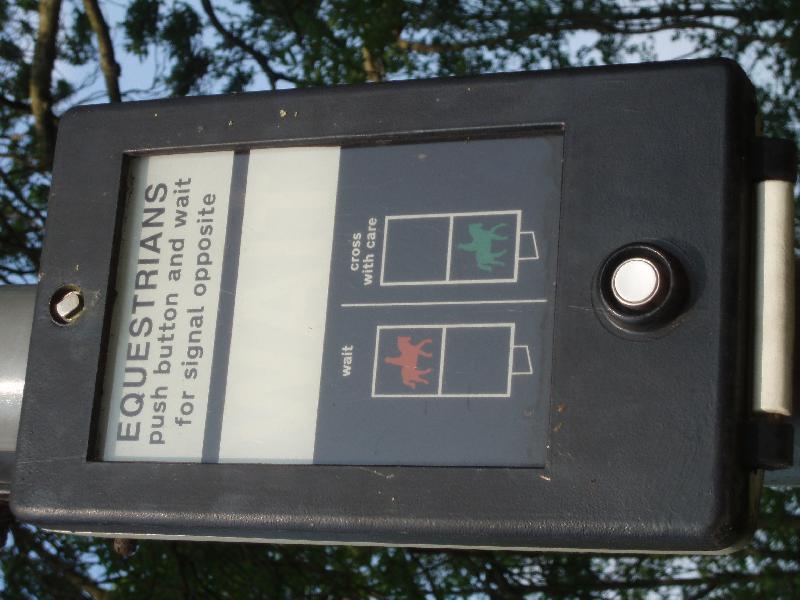 EQUESTRIANS
push button and wait
for signal opposite
wait
cross
with care